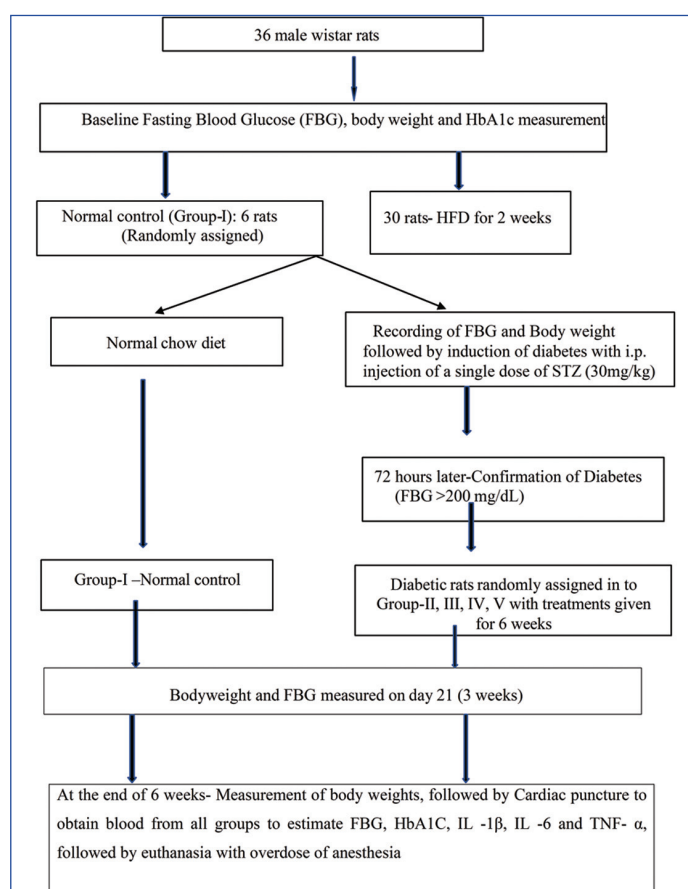 36 male wistar rats
Baseline Fasting Blood Glucose (FBG), body weight and HbA1c measurement
Normal control (Group-I): 6 rats
(Randomly assigned)
30 rats- HFD for 2 weeks
Normal chow diet
Recording of FBG and Body weight
followed by induction of diabetes with i.p.
injection of a single dose of STZ (30mg/kg)
72 hours later-Confirmation of Diabetes
(FBG >200 mg/dL)
Group-I –Normal control
Diabetic rats randomly assigned in to
Group-II, III, IV, V with treatments given
for 6 weeks
Bodyweight and FBG measured on day 21 (3 weeks)
At the end of 6 weeks- Measurement of body weights, followed by Cardiac puncture to
obtain blood from all groups to estimate FBG, HbA1C, IL -1β, IL -6 and TNF- α,
followed by euthanasia with overdose of anesthesia